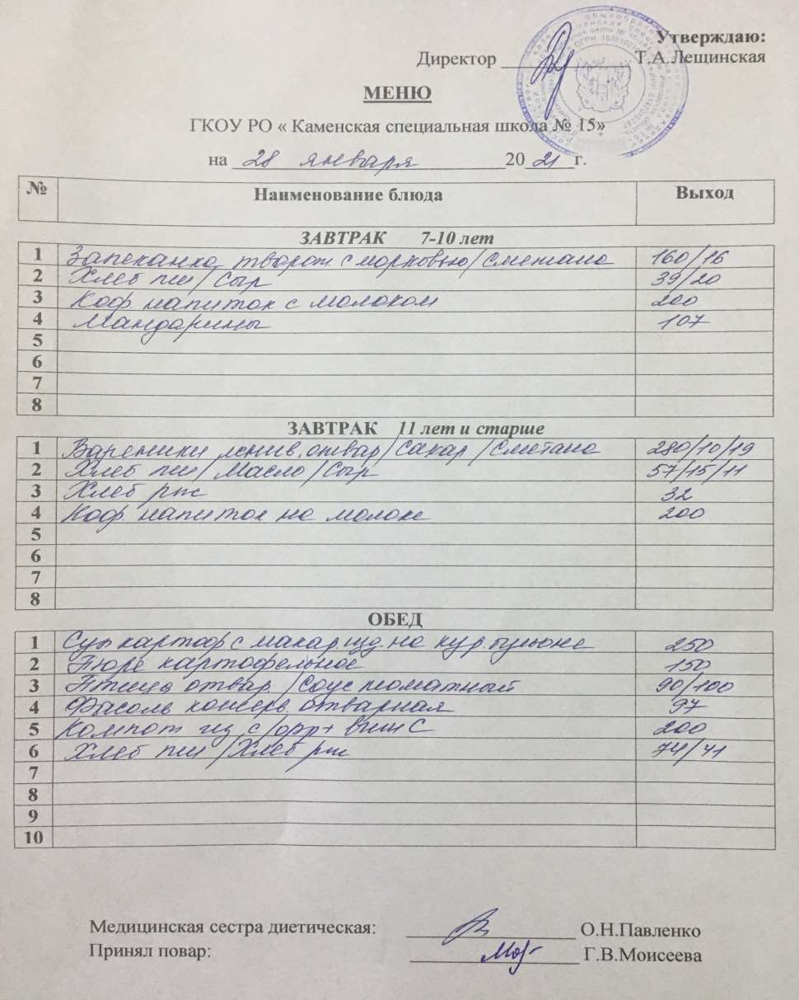 Утверждаю:
Директор Т.А.Лещинская
МЕНЮ
ГКОУ РО « Каменская специальная школа № 15»
на 28 января 2021 г.
№ Наименование блюда Выход
ЗАВТРАК 7-10 лет
1 Запеканка творож. с морковью/Сметана 160/16
2 Хлеб пш/Сыр 39/20
3 Коф. напиток с молоком 200
4 Мандарины 107
5
6
7
8
ЗАВТРАК 11 лет и старше
1 Вареники ленив. отвар/Сахар/Сметана 280/10/19
2 Хлеб пш/Масло/Сыр 57/15/11
3 Хлеб рж 32
4 Коф. напиток на молоке 200
5
6
7
8
ОБЕД
1 Суп картоф. с макар. изд. на кур. бульоне 250
2 Пюре картофельное 150
3 Птица отвар./Соус томатный 90/100
4 Фасоль консерв. отварная 97
5 Компот из с/фр + вит С 200
6 Хлеб пш/Хлеб рж 74/41
7
8
9
10
Медицинская сестра диетическая: О.Н.Павленко
Принял повар: Г.В.Моисеева